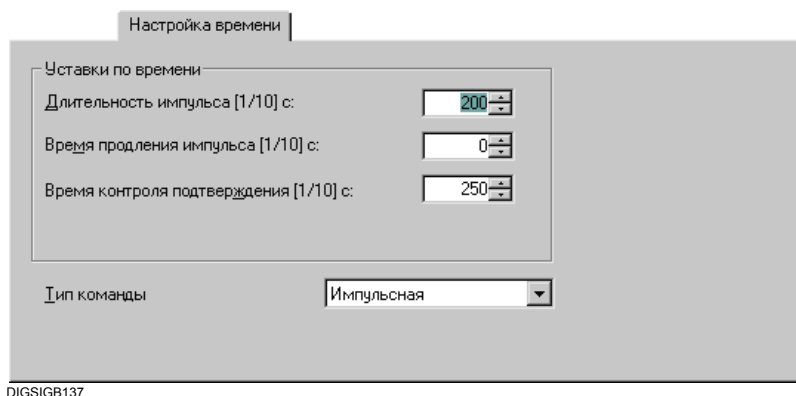 Настройка времени
Уставки по времени
Длительность импульса [1/10] с: 200
Время продления импульса [1/10] с: 0
Время контроля подтверждения [1/10] с: 250
Тип команды Импульсная
DIGSIGB137